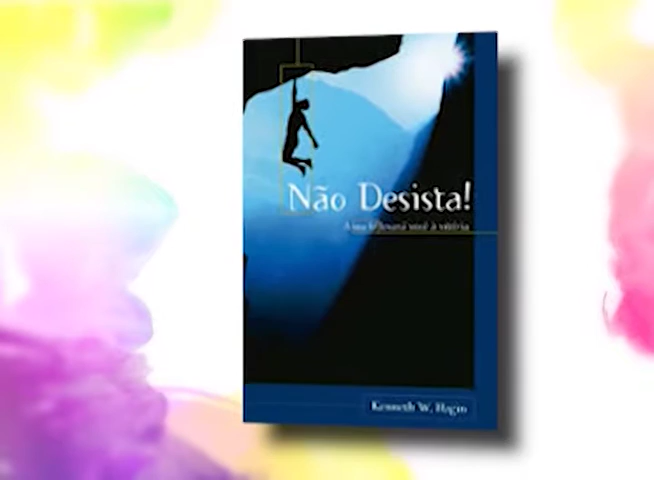 Não Desista!
A sua fé levará você à vitória
Kenneth W. Hagin